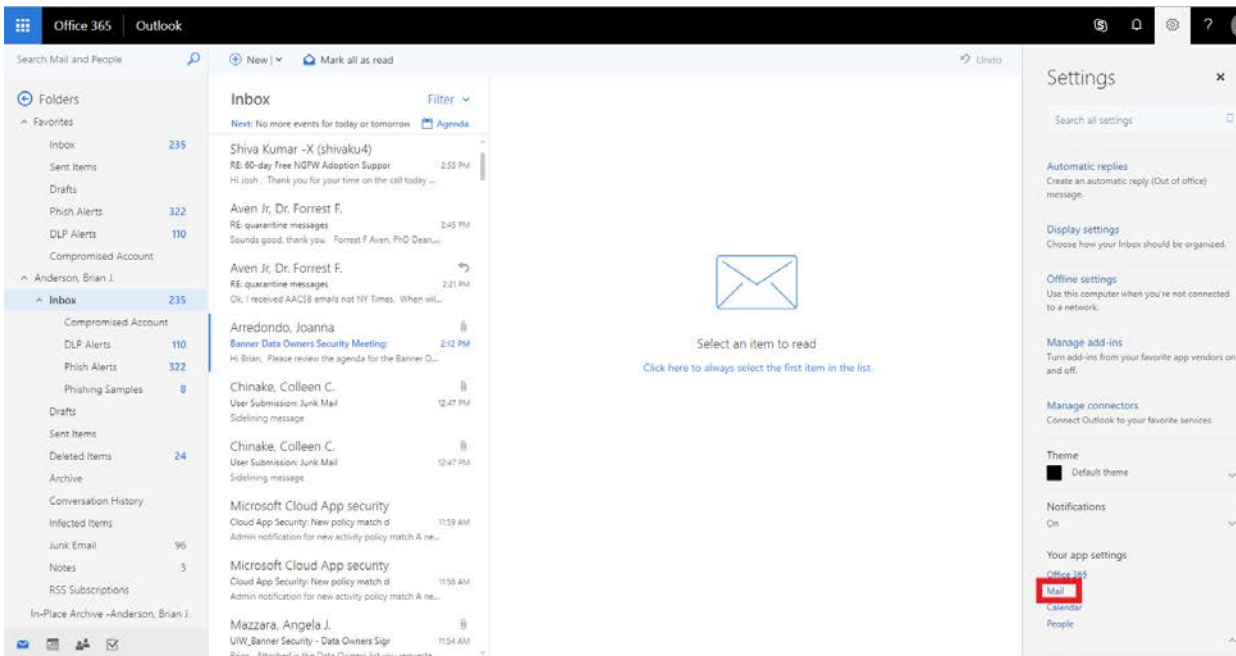 Office 365 Outlook
Search Mail and People
New
Mark all as read
Undo
Folders
Favorites
Inbox 235
Sent Items
Drafts
Phish Alerts 322
DLP Alerts 110
Compromised Account
Anderson, Brian J.
Inbox 235
Compromised Account
DLP Alerts 110
Phish Alerts 322
Phishing Samples 8
Drafts
Sent Items
Deleted Items 24
Archive
Conversation History
Infected Items
Junk Email 96
Notes 3
RSS Subscriptions
In-Place Archive -Anderson, Brian J.
Inbox Filter
Next: No more events for today or tomorrow Agenda
Shiva Kumar -X (shivaku4)
RE: 60-day Free NGFW Adoption Suppor 2:55 PM
Hi Josh , Thank you for your time on the call today ...
Aven Jr, Dr. Forrest F.
RE: quarantine messages 2:45 PM
Sounds good, thank you. Forrest F Aven, PhD Dean,...
Aven Jr, Dr. Forrest F.
RE: quarantine messages 2:21 PM
Ok, I received AACSB emails not NY Times. When wil...
Arredondo, Joanna
Banner Data Owners Security Meeting: 2:12 PM
Hi Brian, Please review the agenda for the Banner D...
Chinake, Colleen C.
User Submission: Junk Mail 12:47 PM
Sidelining message
Chinake, Colleen C.
User Submission: Junk Mail 12:47 PM
Sidelining message
Microsoft Cloud App security
Cloud App Security: New policy match d 11:59 AM
Admin notification for new activity policy match A ne...
Microsoft Cloud App security
Cloud App Security: New policy match d 11:58 AM
Admin notification for new activity policy match A ne...
Mazzara, Angela J.
UIW_Banner Security - Data Owners Sigr 11:54 AM
Select an item to read
Click here to always select the first item in the list
Settings
Search all settings
Automatic replies
Create an automatic reply (Out of office)
message.
Display settings
Choose how your Inbox should be organized.
Offline settings
Use this computer when you're not connected
to a network.
Manage add-ins
Turn add-ins from your favorite app vendors on
and off.
Manage connectors
Connect Outlook to your favorite services.
Theme
Default theme
Notifications
On
Your app settings
Office 365
Mail
Calendar
People